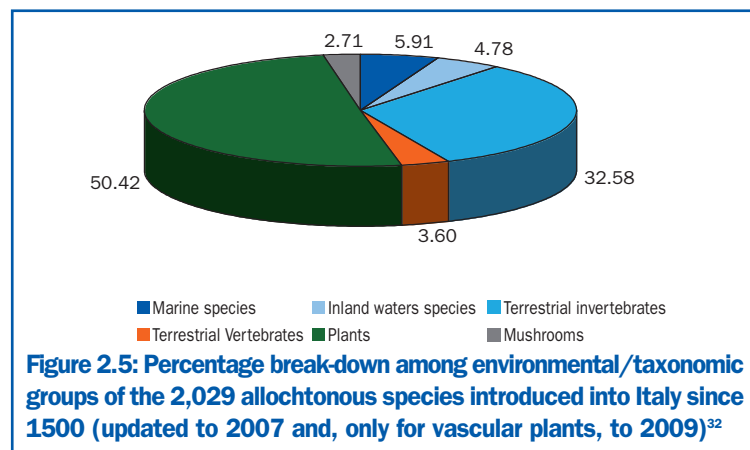 2.71
5.91
4.78
50.42
32.58
3.60
Marine species Inland waters species Terrestrial invertebrates
Terrestrial Vertebrates Plants Mushrooms
Figure 2.5: Percentage break-down among environmental/taxonomic
groups of the 2,029 allochtonous species introduced into Italy since
1500 (updated to 2007 and, only for vascular plants, to 2009)³²